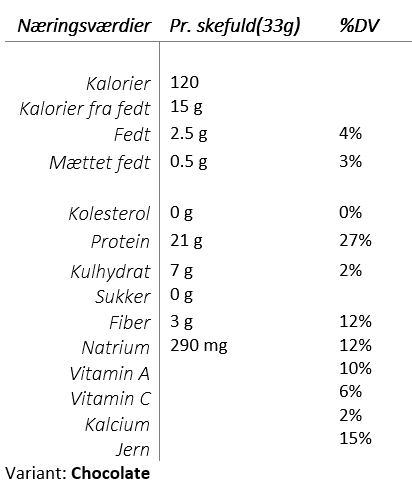 Næringsværdier Pr. skefuld(33g) %DV
Kalorier 120
Kalorier fra fedt 15 g
Fedt 2.5 g 4%
Mættet fedt 0.5 g 3%
Kolesterol 0 g 0%
Protein 21 g 27%
Kulhydrat 7 g 2%
Sukker 0 g
Fiber 3 g 12%
Natrium 290 mg 12%
Vitamin A 10%
Vitamin C 6%
Kalcium 2%
Jern 15%
Variant: Chocolate